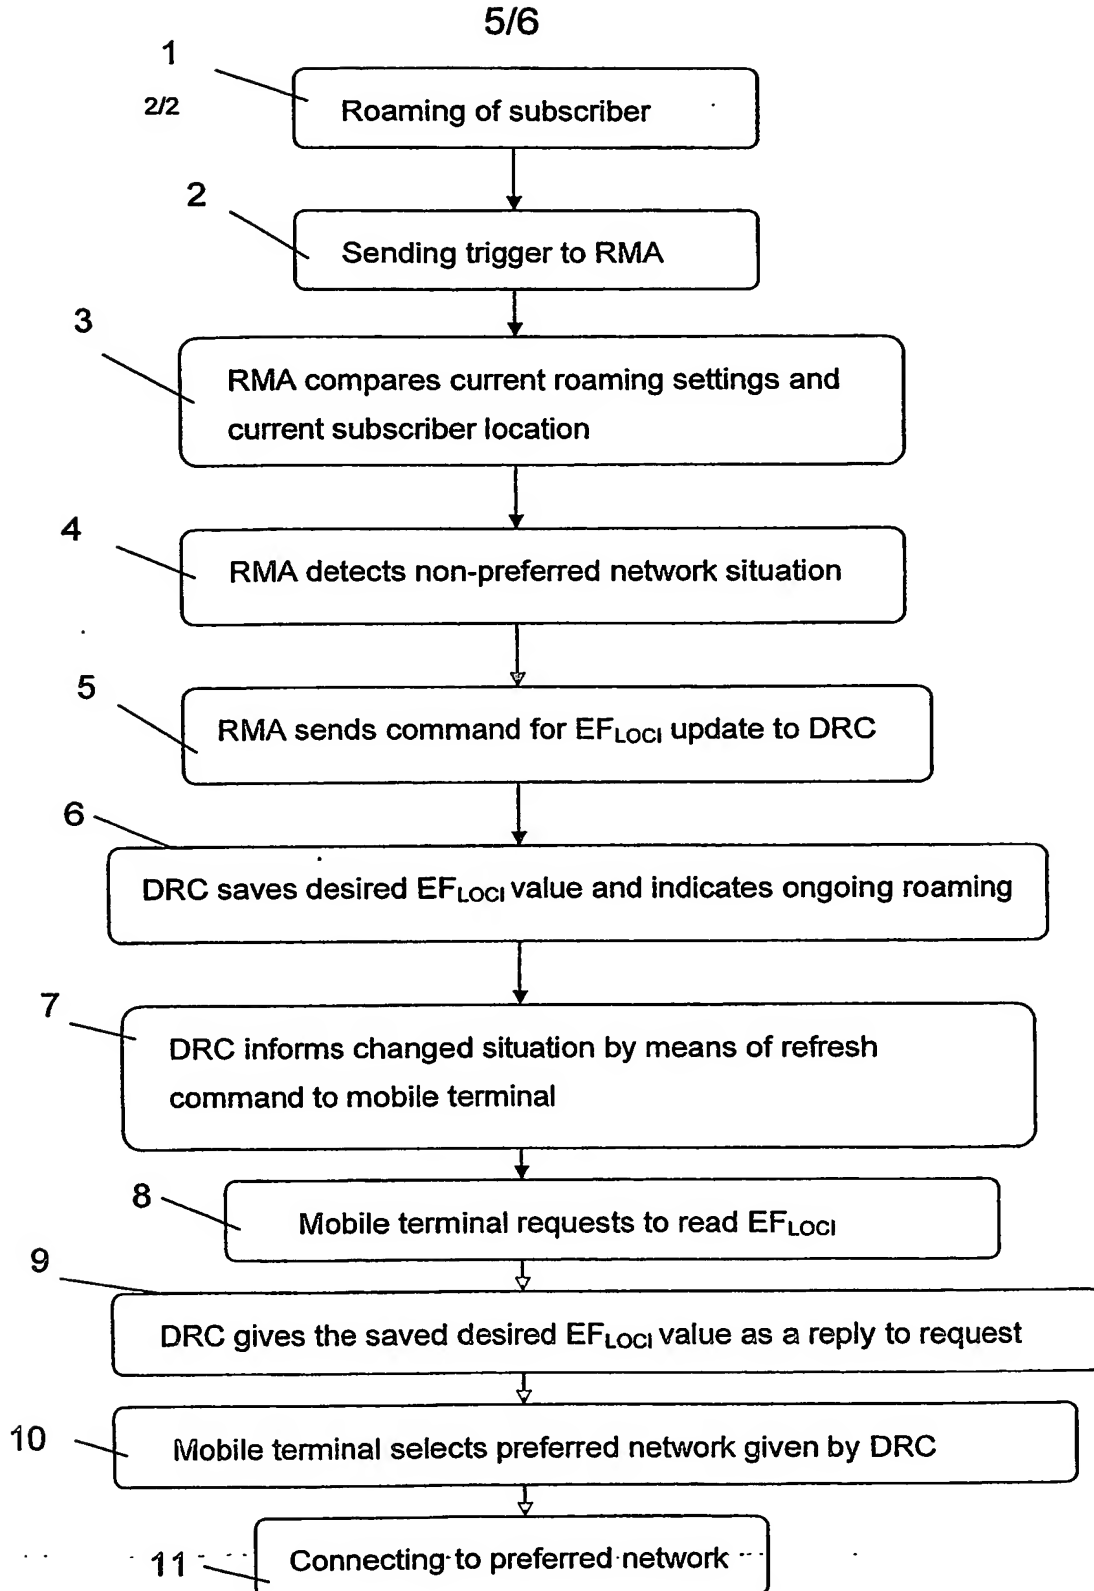 5/6
1
2/2
Roaming of subscriber
2
Sending trigger to RMA
3
RMA compares current roaming settings and
current subscriber location
4
RMA detects non-preferred network situation
5
RMA sends command for EFLOCI update to DRC
6
DRC saves desired EFLOCI value and indicates ongoing roaming
7
DRC informs changed situation by means of refresh
command to mobile terminal
8
Mobile terminal requests to read EFLOCI
9
DRC gives the saved desired EFLOCI value as a reply to request
10
Mobile terminal selects preferred network given by DRC
11
Connecting to preferred network